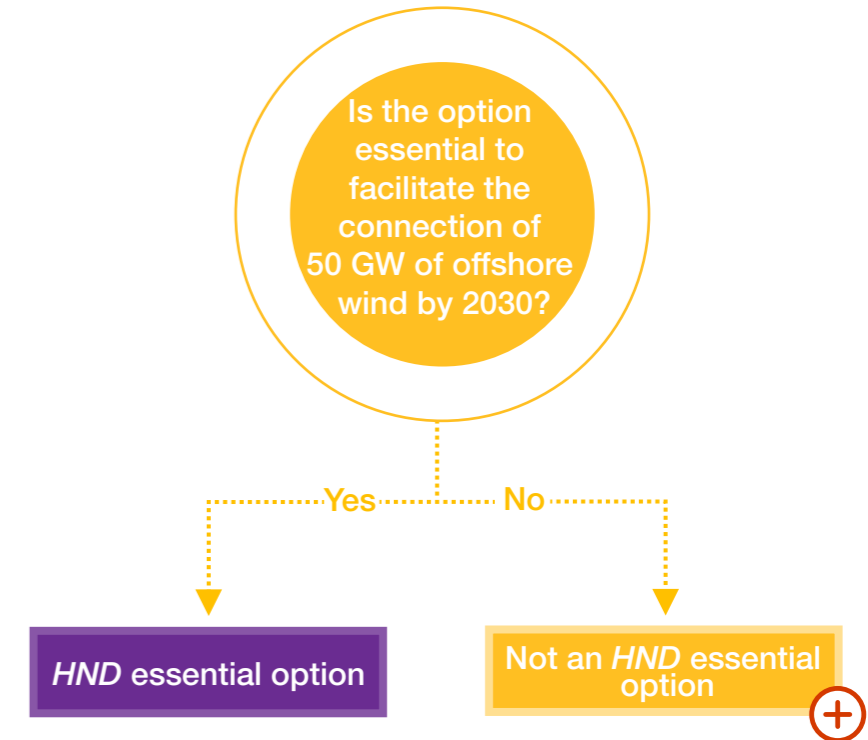 Is the option
essential to
facilitate the
connection of
50 GW of offshore
wind by 2030?
Yes
No
HND essential option
Not an HND essential
option